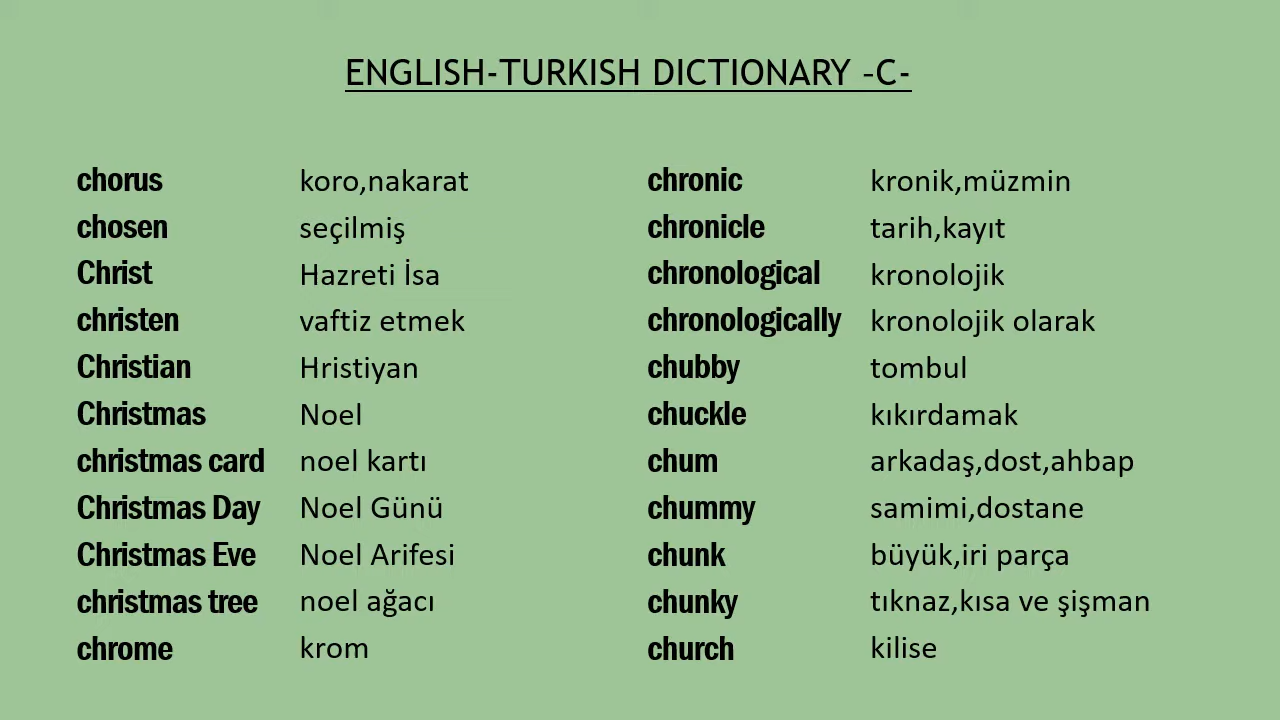 ENGLISH-TURKISH DICTIONARY –C-
chorus koro,nakarat
chosen seçilmiş
Christ Hazreti İsa
christen vaftiz etmek
Christian Hristiyan
Christmas Noel
christmas card noel kartı
Christmas Day Noel Günü
Christmas Eve Noel Arifesi
christmas tree noel ağacı
chrome krom
chronic kronik,müzmin
chronicle tarih,kayıt
chronological kronolojik
chronologically kronolojik olarak
chubby tombul
chuckle kıkırdamak
chum arkadaş,dost,ahbap
chummy samimi,dostane
chunk büyük,iri parça
chunky tıknaz,kısa ve şişman
church kilise